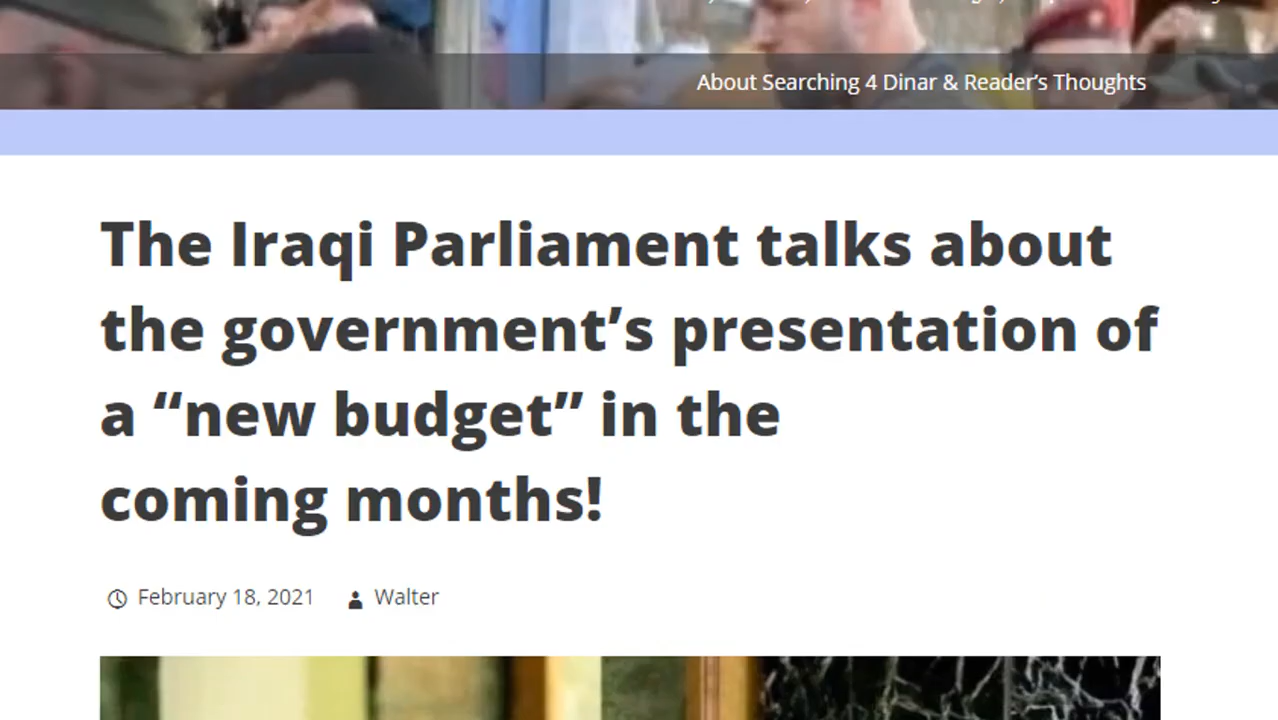 About Searching 4 Dinar & Reader’s Thoughts
The Iraqi Parliament talks about
the government’s presentation of
a “new budget” in the
coming months!
February 18, 2021 Walter